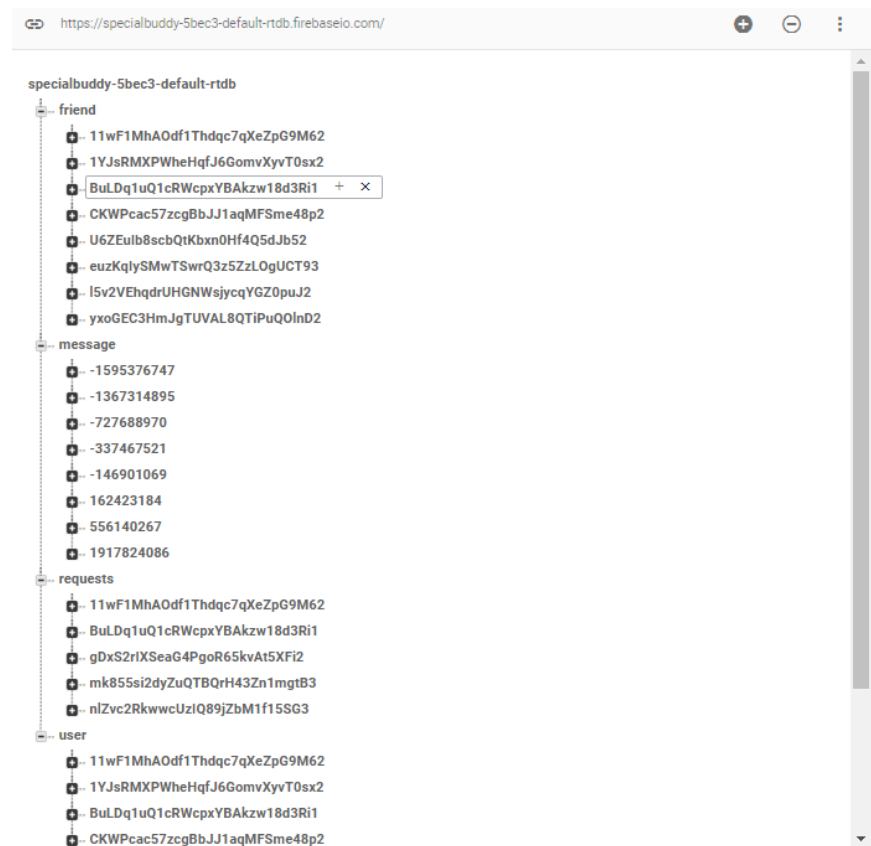 https://specialbuddy-5bec3-default-rtdb.firebaseio.com/
specialbuddy-5bec3-default-rtdb
friend
11wF1MhAOdf1Thdqc7qXeZpG9M62
1YJsRMXPWheHqfJ6GomvXyvT0sx2
BuLDq1uQ1cRWcpxYBAkzw18d3Ri1
CKWPcac57zcgBbJJ1aqMFSme48p2
U6ZEulb8scbQtKbxn0Hf4Q5dJb52
euzKqlySMwTSwrQ3z5ZzLOgUCT93
l5v2VEhqdrUHGNWsjycqYGZ0puJ2
yxoGEC3HmJgTUVAL8QTiPuQOlnD2
message
-1595376747
-1367314895
-727688970
-337467521
-146901069
162423184
556140267
1917824086
requests
11wF1MhAOdf1Thdqc7qXeZpG9M62
BuLDq1uQ1cRWcpxYBAkzw18d3Ri1
gDxS2rIXSeaG4PgoR65kvAt5XFi2
mk855si2dyZuQTBQrH43Zn1mgtB3
nlZvc2RkwwcUzIQ89jZbM1f15SG3
user
11wF1MhAOdf1Thdqc7qXeZpG9M62
1YJsRMXPWheHqfJ6GomvXyvT0sx2
BuLDq1uQ1cRWcpxYBAkzw18d3Ri1
CKWPcac57zcgBbJJ1aqMFSme48p2